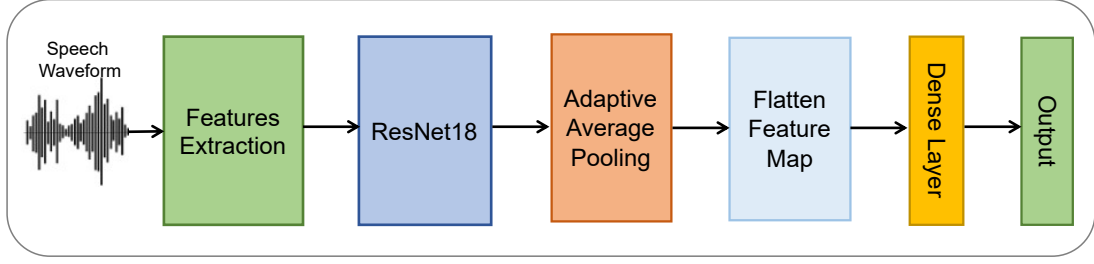 Speech
Waveform
Features
Extraction
ResNet18
Adaptive
Average
Pooling
Flatten
Feature
Map
Dense Layer
Output